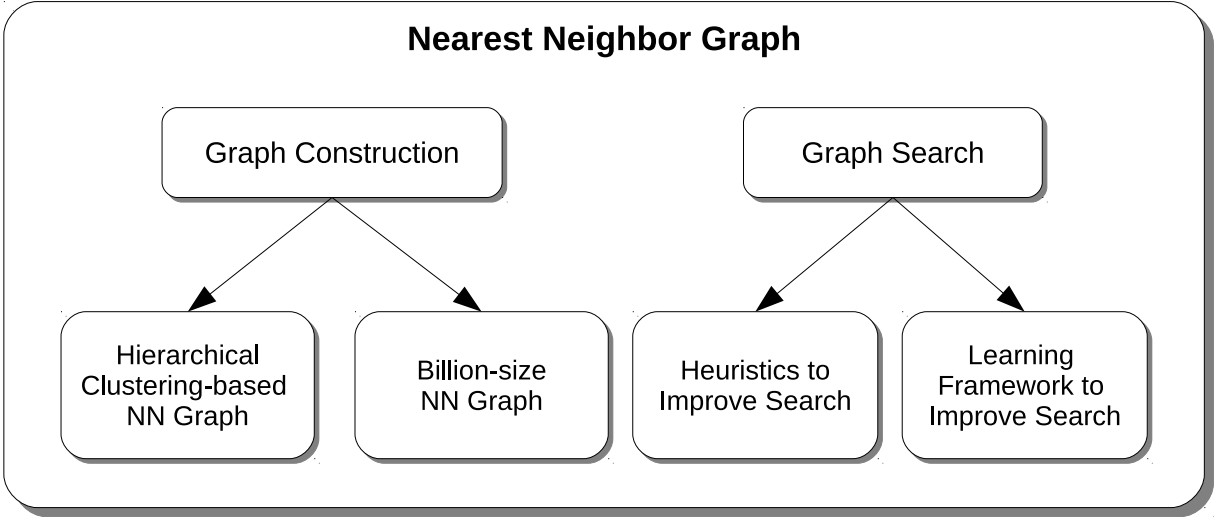 Nearest Neighbor Graph
Graph Construction
Graph Search
Hierarchical
Clustering-based
NN Graph
Billion-size
NN Graph
Heuristics to
Improve Search
Learning
Framework to
Improve Search